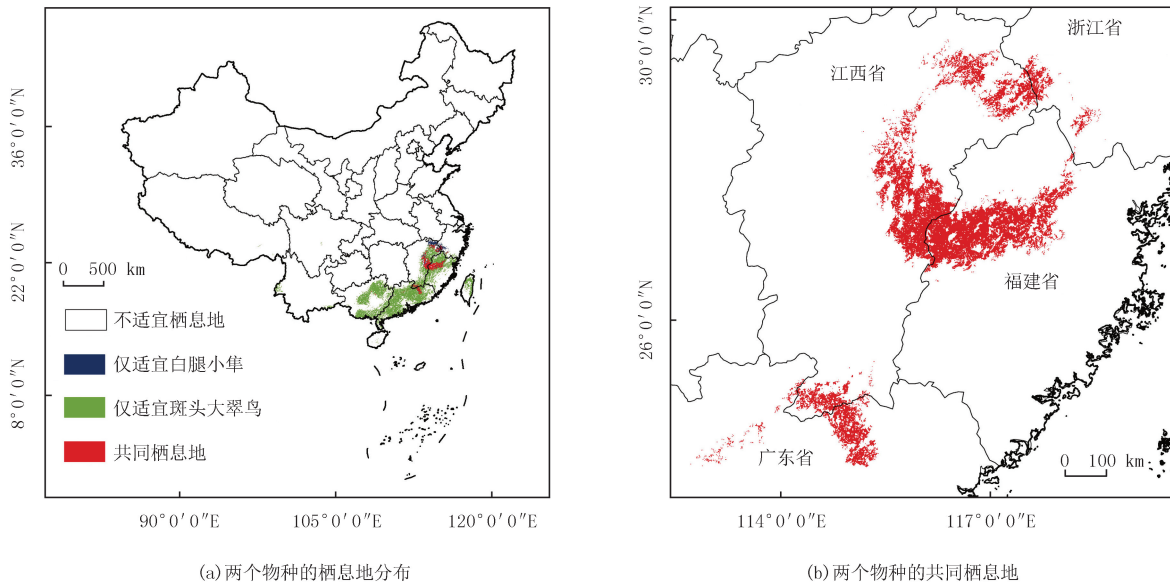 36° 0′ 0″N
22° 0′ 0″N
8° 0′ 0″N
0 500 km
不适宜栖息地
仅适宜白腿小隼
仅适宜斑头大翠鸟
共同栖息地
90° 0′ 0″E
105° 0′ 0″E
120° 0′ 0″E
(a)两个物种的栖息地分布
30° 0′ 0″N
26° 0′ 0″N
浙江省
江西省
福建省
广东省
0 100 km
114° 0′ 0″E
117° 0′ 0″E
(b)两个物种的共同栖息地